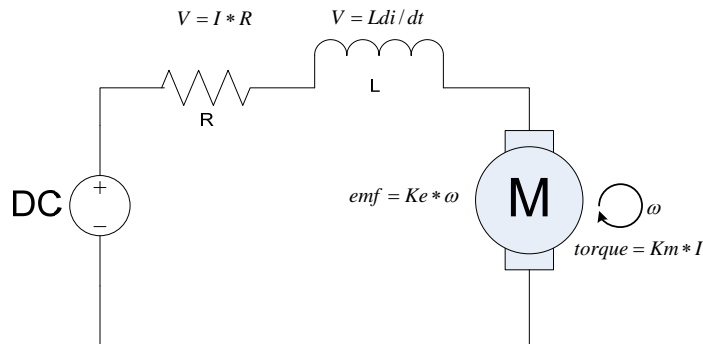 V = I * R
V = Ldi / dt
R
L
DC
+
−
emf = Ke * ω
M
ω
torque = Km * I